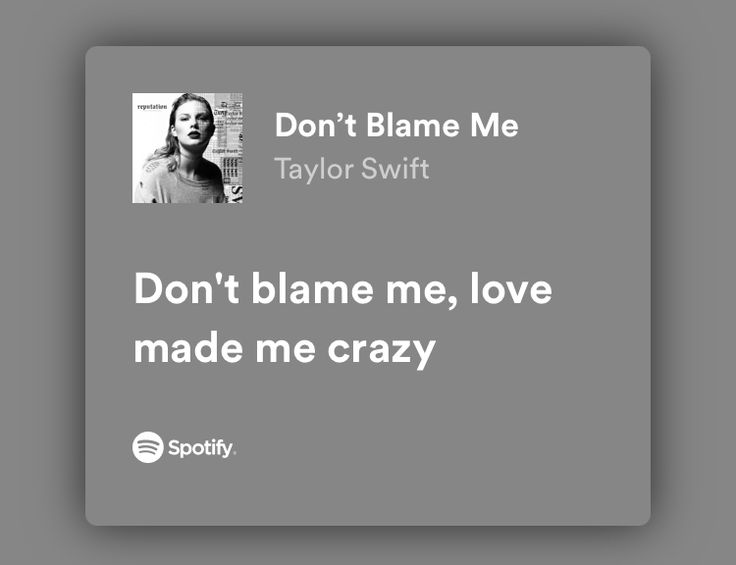 reputation
Don’t Blame Me
Taylor Swift
Don't blame me, love
made me crazy
Spotify